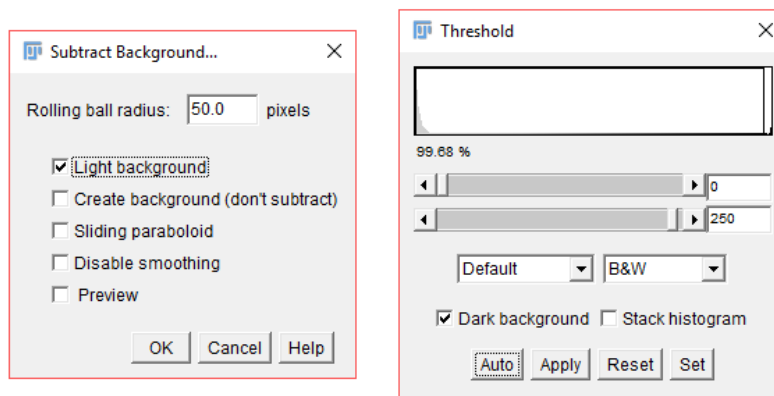 Subtract Background...
Rolling ball radius: 50.0 pixels
Light background
Create background (don't subtract)
Sliding paraboloid
Disable smoothing
Preview
OK Cancel Help
Threshold
99.68 %
0
250
Default B&W
Dark background Stack histogram
Auto Apply Reset Set